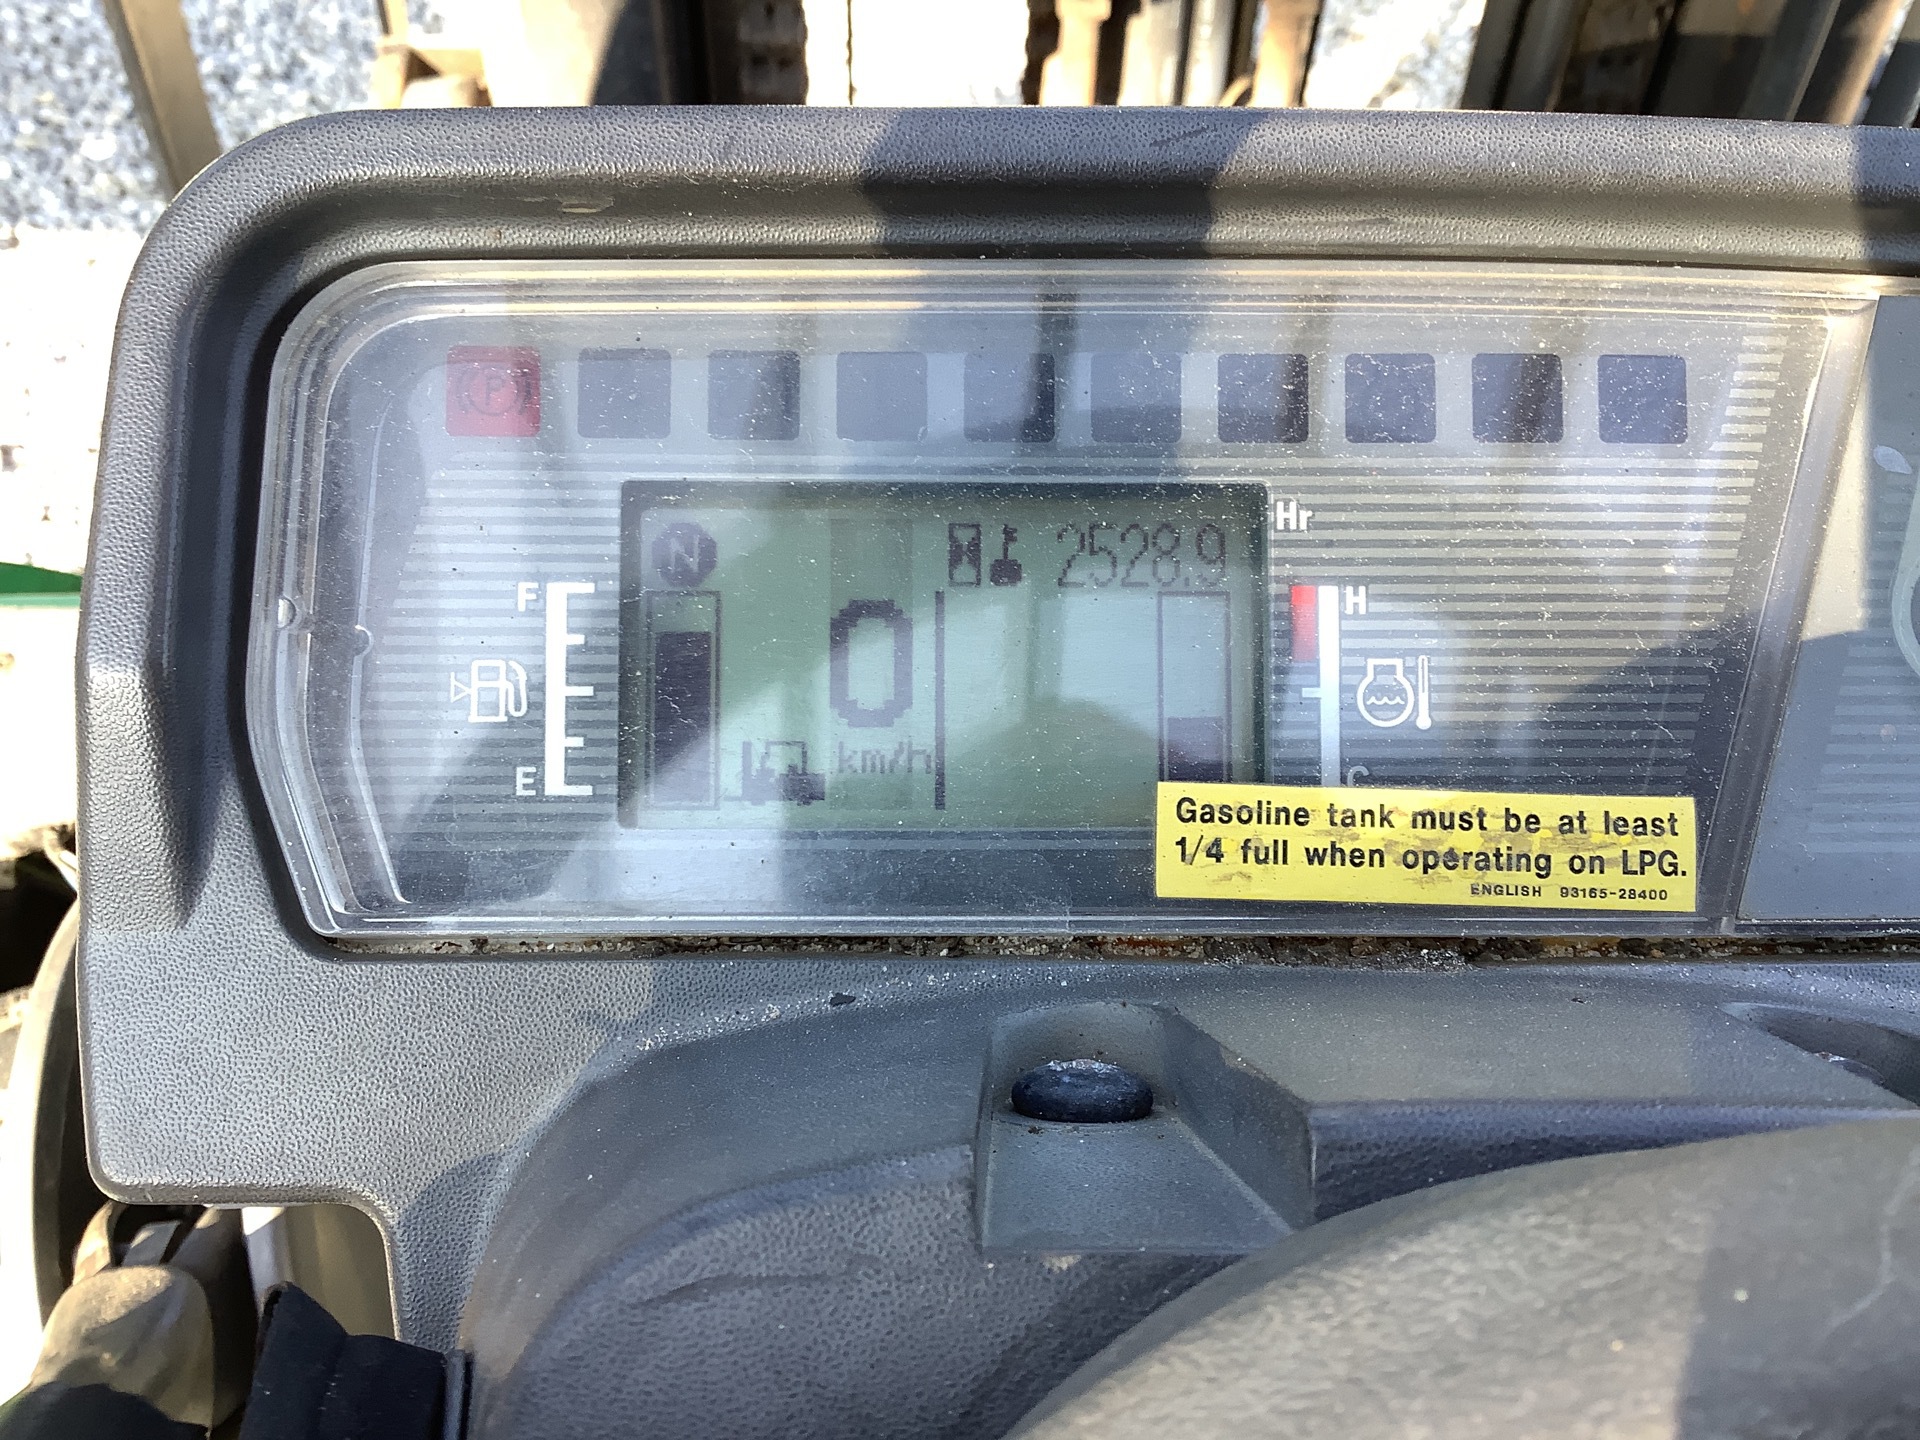 (P)
N
2528.9
Hr
F
0
H
km/h
E
C
Gasoline tank must be at least
1/4 full when operating on LPG.
ENGLISH 93165-28400